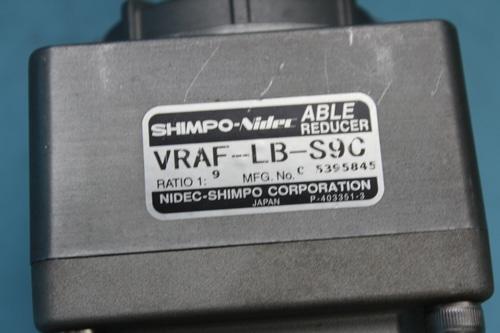 SHIMPO-Nidec ABLE REDUCER
VRAF-LB-S9C
RATIO 1: 9 MFG. No. C 5395845
NIDEC-SHIMPO CORPORATION
JAPAN P-403351-3